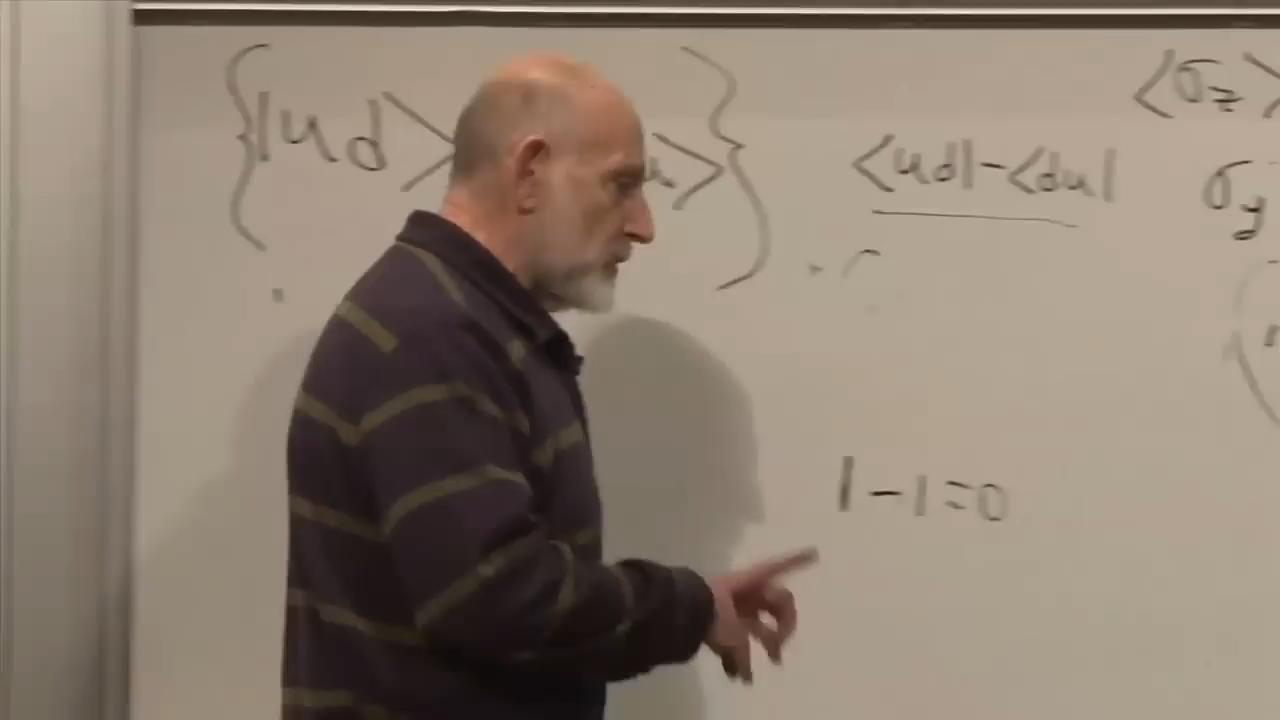 {|ud> u>}
<ud|-<du|
<σz>
σy
1-1=0